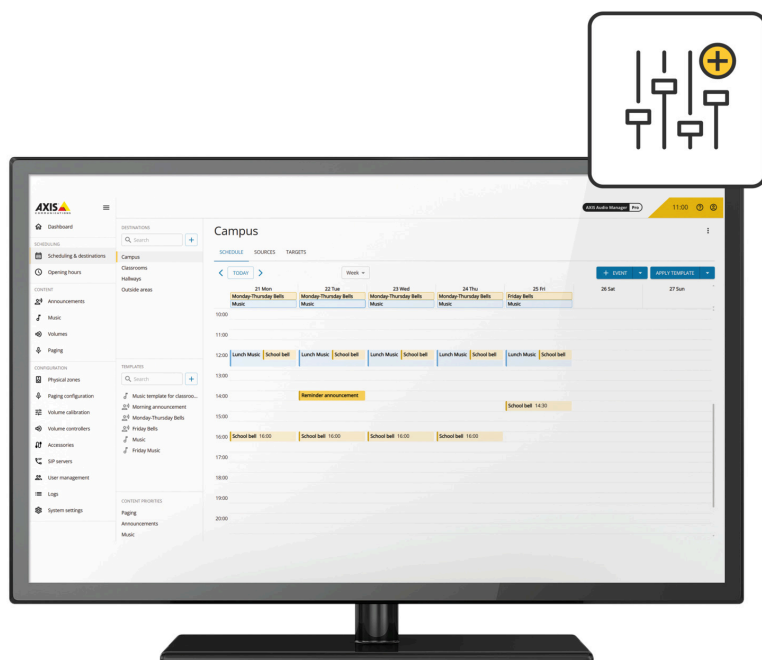 AXIS
COMMUNICATIONS
AXIS Audio Manager Pro
11:00
Dashboard
SCHEDULING
Scheduling & destinations
Opening hours
CONTENT
Announcements
Music
Volumes
Paging
CONFIGURATION
Physical zones
Paging configuration
Volume calibration
Volume controllers
Accessories
SIP servers
User management
Logs
System settings
DESTINATIONS
Search
Campus
Classrooms
Hallways
Outside areas
TEMPLATES
Search
Music template for classroo...
Morning announcement
Monday-Thursday Bells
Friday Bells
Music
Friday Music
CONTENT PRIORITIES
Paging
Announcements
Music
Campus
SCHEDULE SOURCES TARGETS
TODAY Week + EVENT APPLY TEMPLATE
21 Mon 22 Tue 23 Wed 24 Thu 25 Fri 26 Sat 27 Sun
Monday-Thursday Bells Monday-Thursday Bells Monday-Thursday Bells Monday-Thursday Bells Friday Bells
Music Music Music Music Music
10:00
11:00
12:00 Lunch Music School bell Lunch Music School bell Lunch Music School bell Lunch Music School bell Lunch Music School bell
13:00
14:00 Reminder announcement
School bell 14:30
15:00
16:00 School bell 16:00 School bell 16:00 School bell 16:00 School bell 16:00
17:00
18:00
19:00
20:00